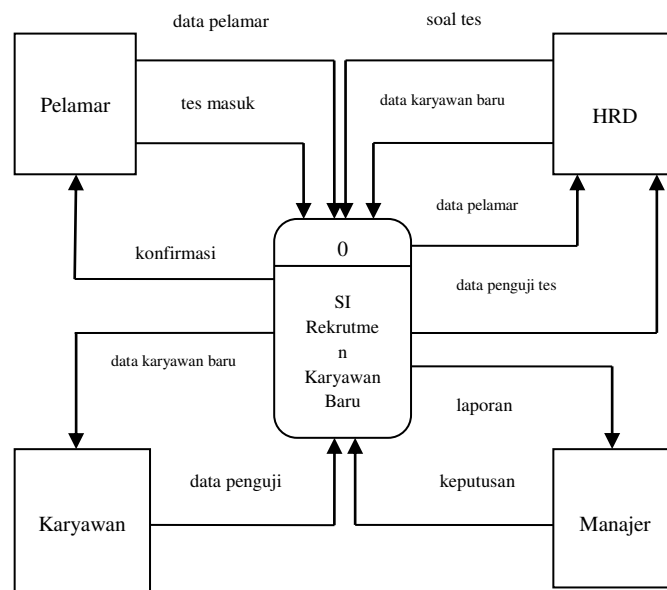 data pelamar
soal tes
Pelamar
tes masuk
data karyawan baru
HRD
data pelamar
konfirmasi
0
data penguji tes
SI
Rekrutme
n
Karyawan
Baru
data karyawan baru
laporan
data penguji
keputusan
Karyawan
Manajer